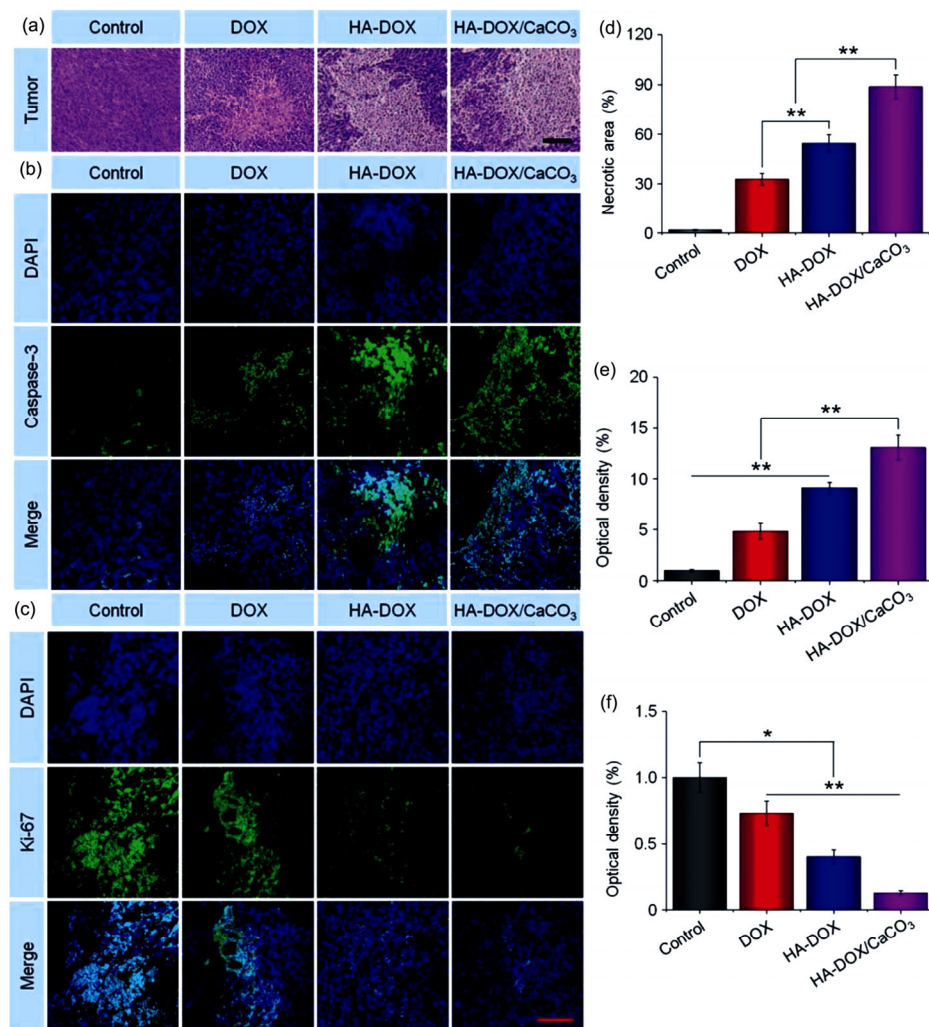 (a)
Control DOX HA-DOX HA-DOX/CaCO₃
Tumor
(b)
Control DOX HA-DOX HA-DOX/CaCO₃
DAPI
Caspase-3
Merge
(c)
Control DOX HA-DOX HA-DOX/CaCO₃
DAPI
Ki-67
Merge
(d)
Necrotic area (%)
120
90
60
30
0
**
**
Control DOX HA-DOX HA-DOX/CaCO₃
(e)
Optical density (%)
20
15
10
5
0
**
**
Control DOX HA-DOX HA-DOX/CaCO₃
(f)
Optical density (%)
1.5
1.0
0.5
0
*
**
Control DOX HA-DOX HA-DOX/CaCO₃